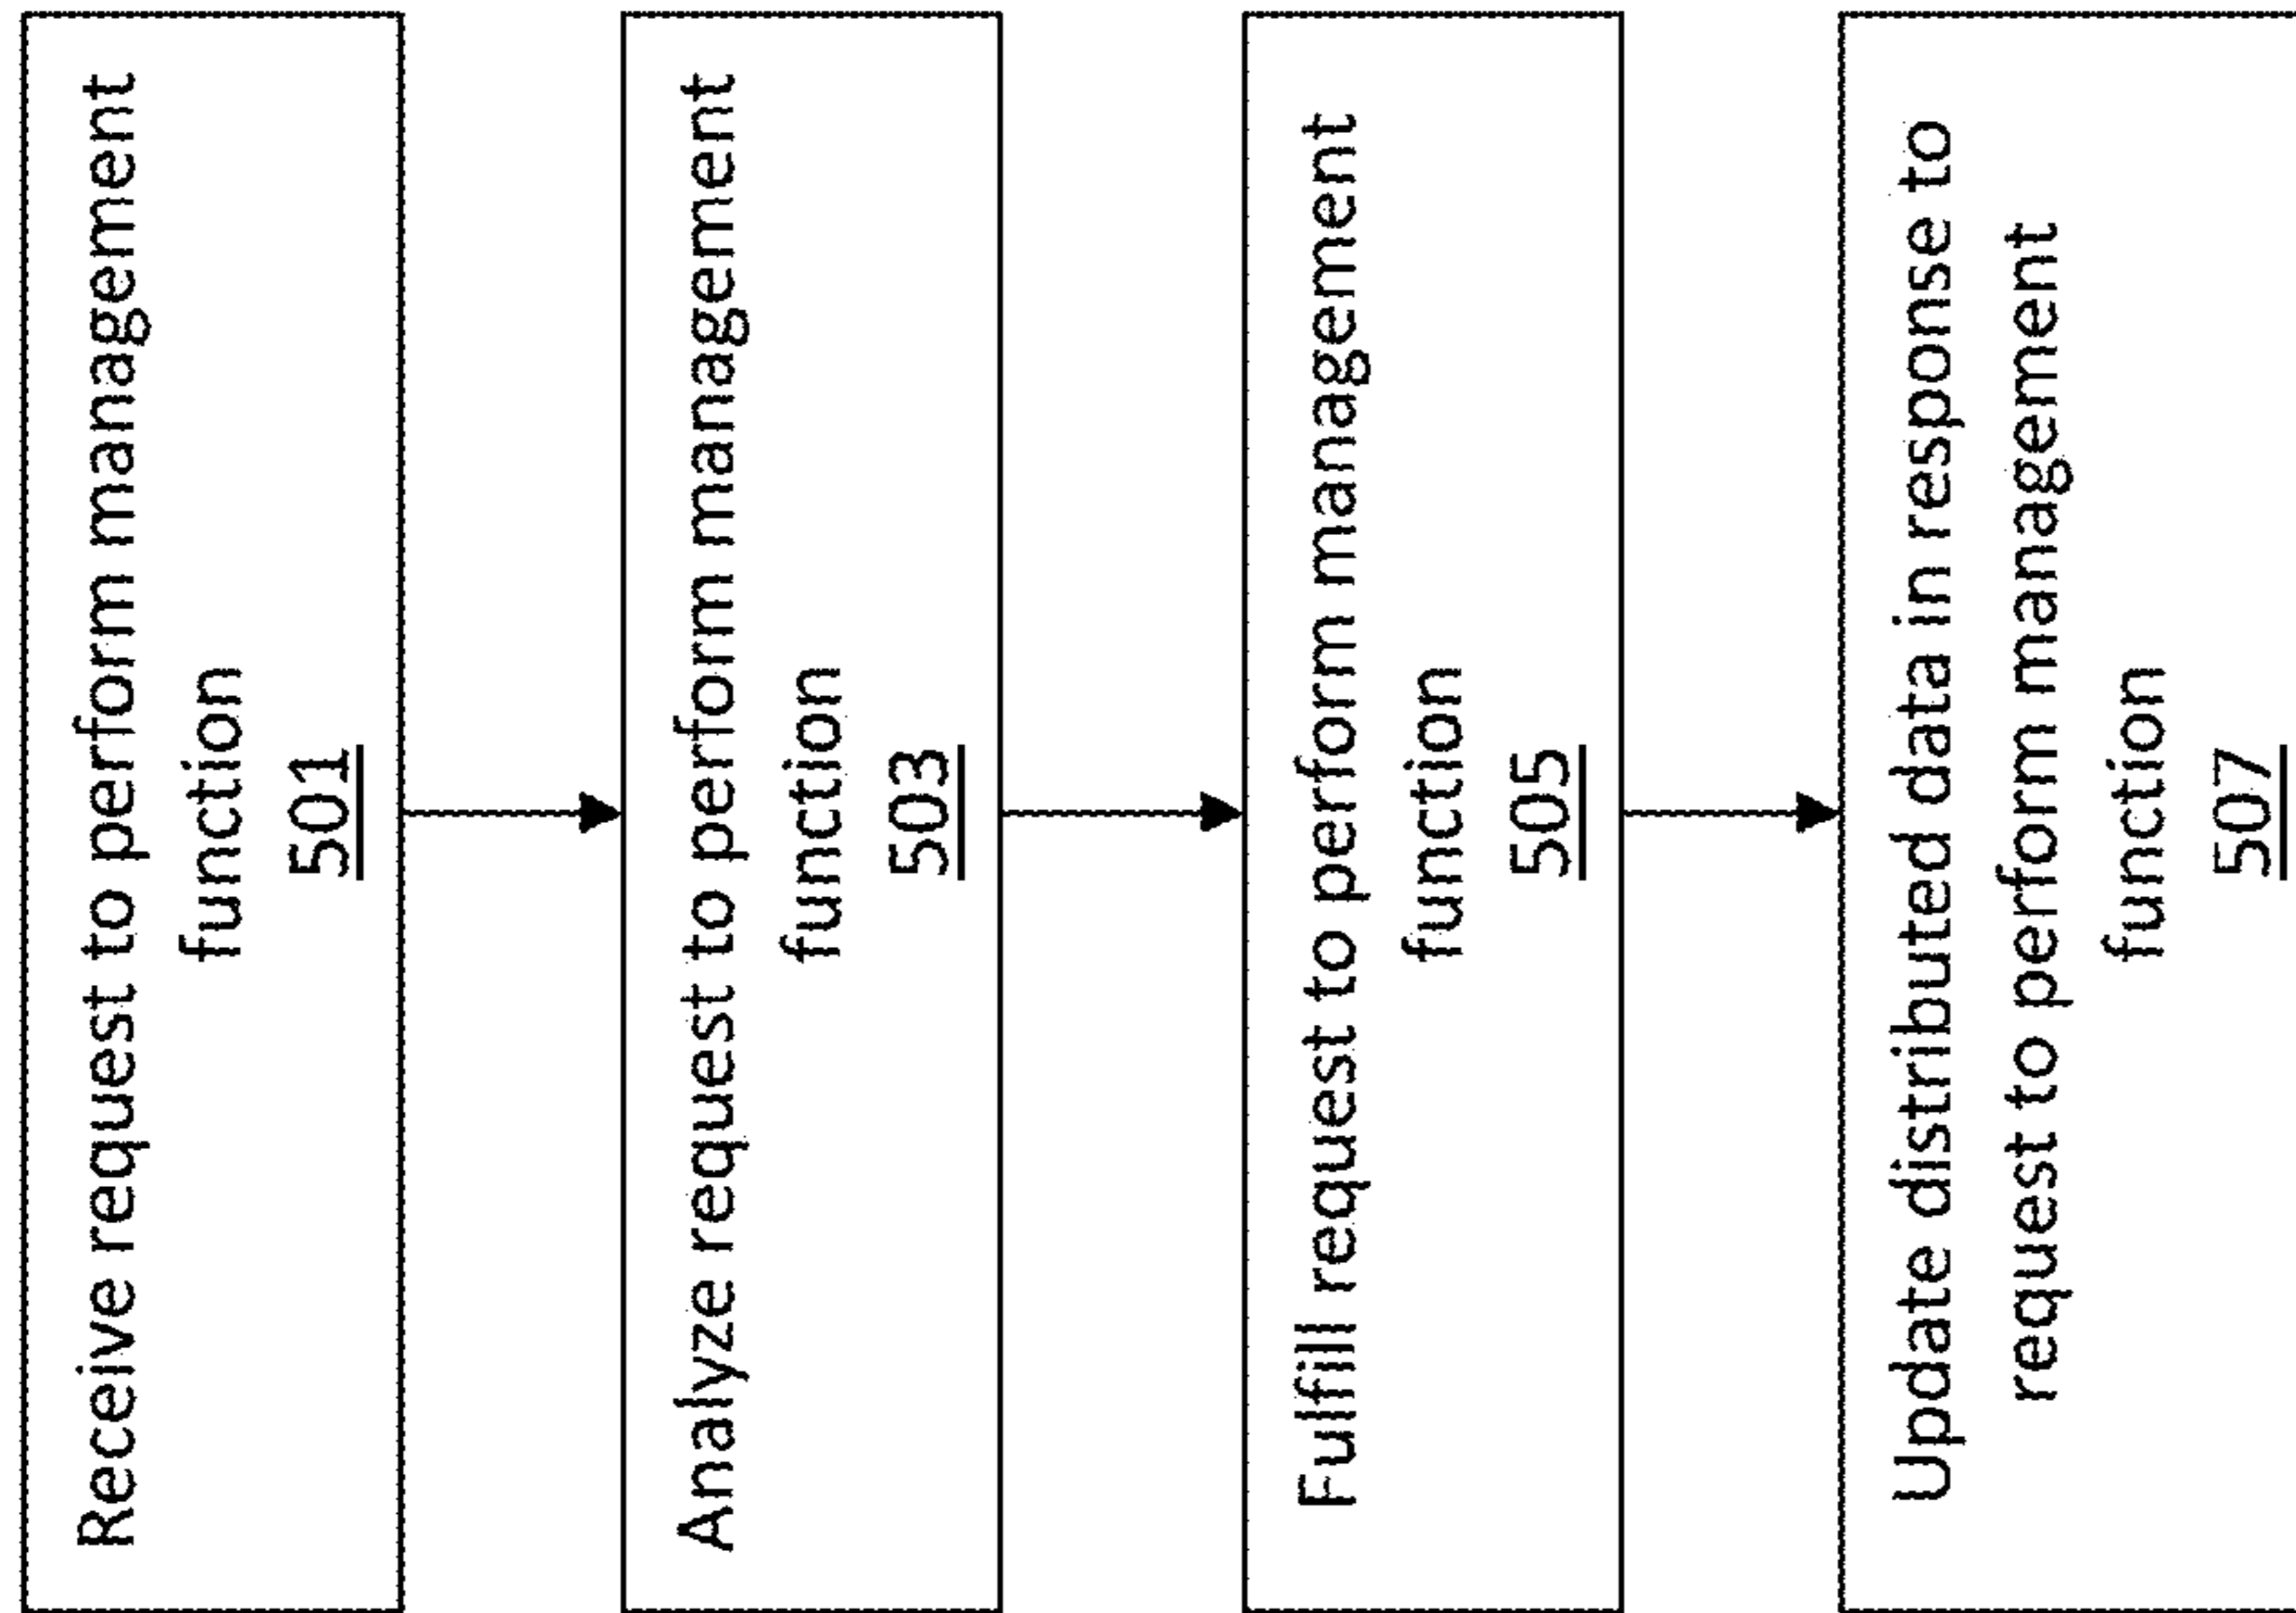 Receive request to perform management
function
501
Analyze request to perform management
function
503
Fulfill request to perform management
function
505
Update distributed data in response to
request to perform management
function
507